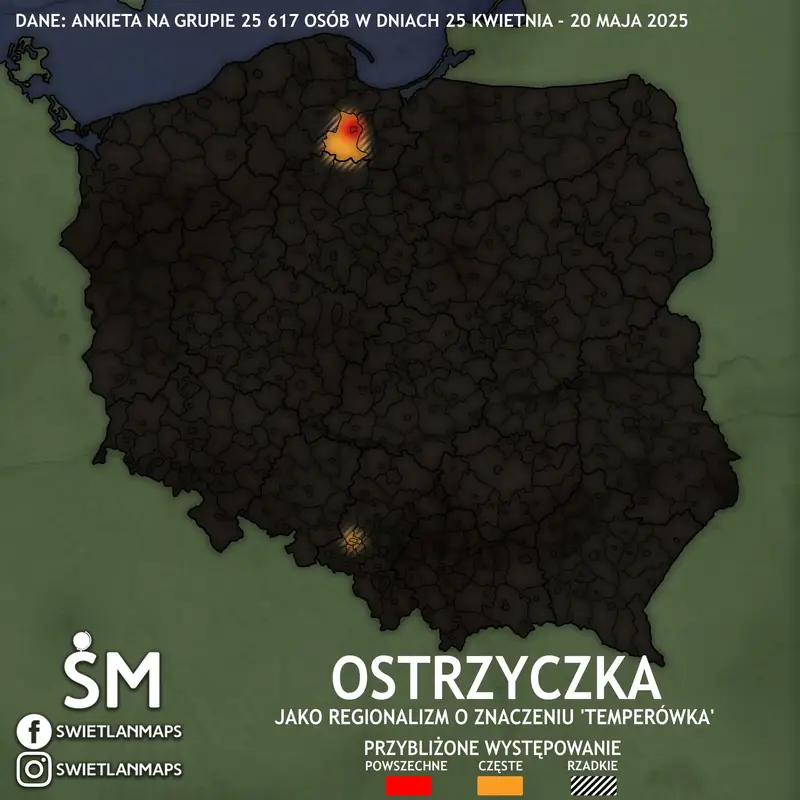 DANE: ANKIETA NA GRUPIE 25 617 OSÓB W DNIACH 25 KWIETNIA - 20 MAJA 2025
ŚM
SWIETLANMAPS
SWIETLANMAPS
OSTRZYCZKA
JAKO REGIONALIZM O ZNACZENIU 'TEMPERÓWKA'
PRZYBLIŻONE WYSTĘPOWANIE
POWSZECHNE CZĘSTE RZADKIE